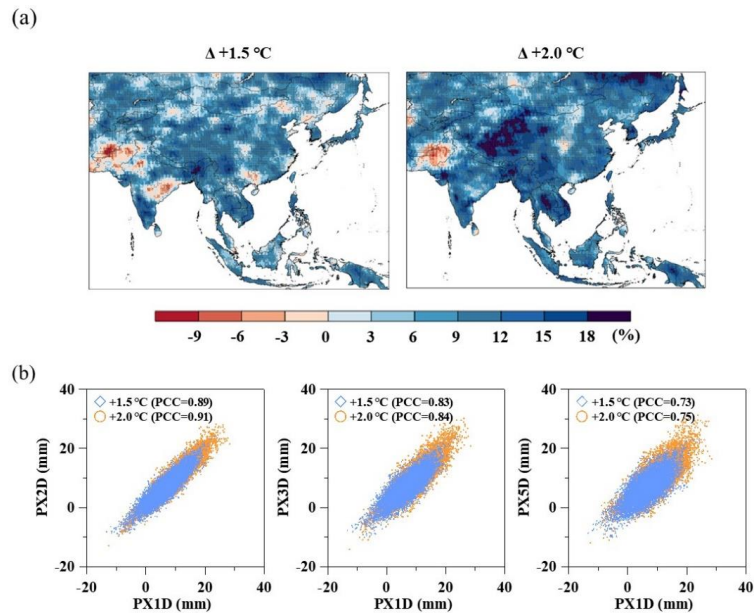 (a)
Δ +1.5 °C Δ +2.0 °C
-9 -6 -3 0 3 6 9 12 15 18 (%)
(b)
40 40 40
+1.5 °C (PCC=0.89) +1.5 °C (PCC=0.83) +1.5 °C (PCC=0.73)
+2.0 °C (PCC=0.91) +2.0 °C (PCC=0.84) +2.0 °C (PCC=0.75)
20 20 20
PX2D (mm) PX3D (mm) PX5D (mm)
0 0 0
-20 -20 -20
-20 0 20 40 -20 0 20 40 -20 0 20 40
PX1D (mm) PX1D (mm) PX1D (mm)